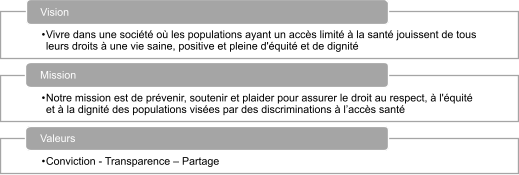 Vision
•Vivre dans une société où les populations ayant un accès limité à la santé jouissent de tous
leurs droits à une vie saine, positive et pleine d'équité et de dignité
Mission
•Notre mission est de prévenir, soutenir et plaider pour assurer le droit au respect, à l'équité
et à la dignité des populations visées par des discriminations à l'accès santé
Valeurs
•Conviction - Transparence – Partage